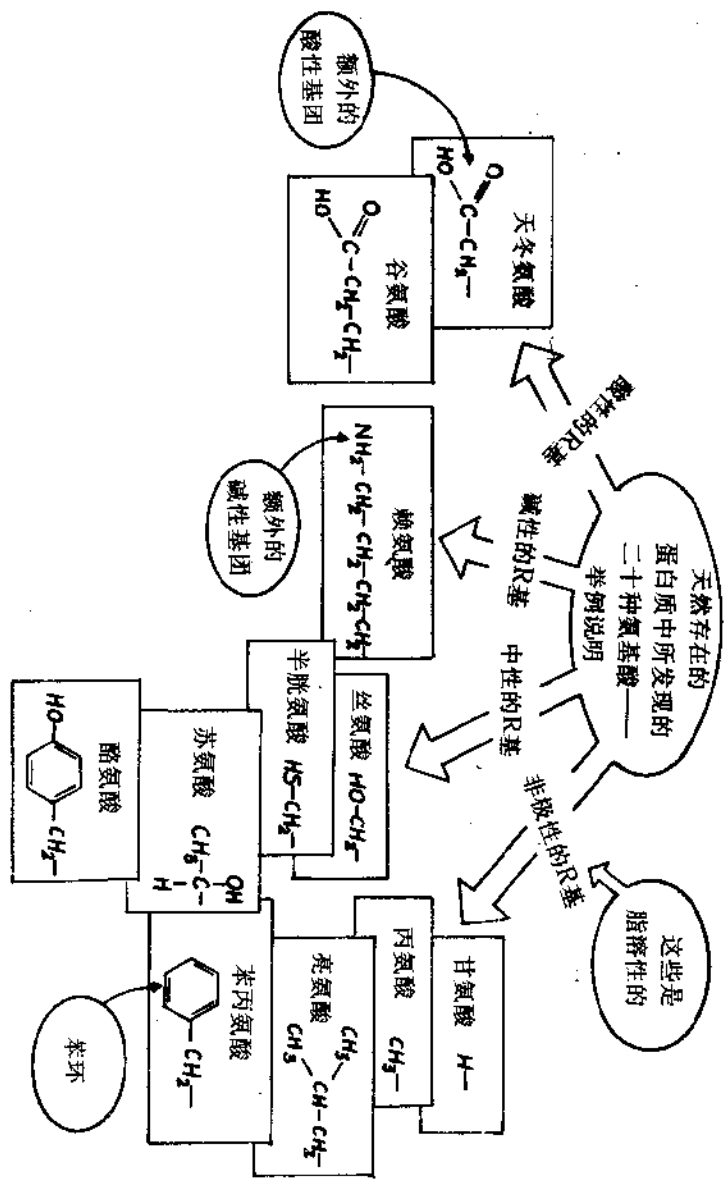 天然存在的
蛋白质中所发现的
二十种氨基酸——
举例说明
这些是
脂溶性的
酸性的R基
碱性的R基
中性的R基
非极性的R基
额外的
酸性基团
天冬氨酸
O
HO
C—CH₂—
谷氨酸
O
HO
C—CH₂—CH₂—
赖氨酸
NH₂—CH₂—CH₂—CH₂—CH₂—
额外的
碱性基团
丝氨酸 HO—CH₂—
半胱氨酸 HS—CH₂—
苏氨酸
OH
CH₃—C—
H
酪氨酸
HO
CH₂—
甘氨酸 H—
丙氨酸 CH₃—
亮氨酸
CH₃
CH—CH₂—
CH₃
苯丙氨酸
CH₂—
苯环